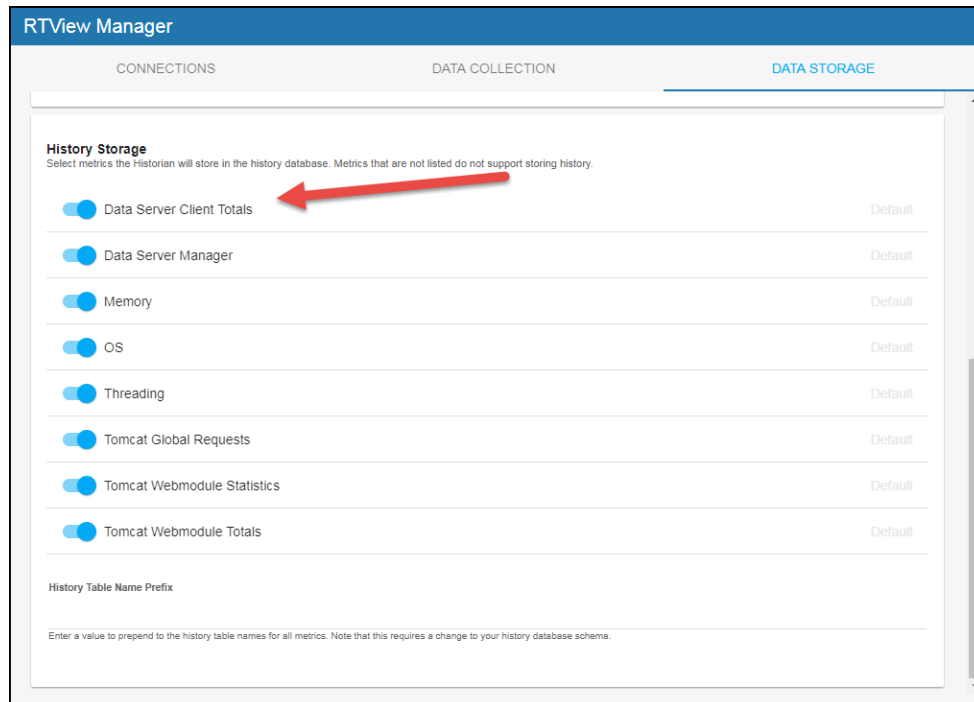 RTView Manager
CONNECTIONS DATA COLLECTION DATA STORAGE
History Storage
Select metrics the Historian will store in the history database. Metrics that are not listed do not support storing history.
Data Server Client Totals Default
Data Server Manager Default
Memory Default
OS Default
Threading Default
Tomcat Global Requests Default
Tomcat Webmodule Statistics Default
Tomcat Webmodule Totals Default
History Table Name Prefix
Enter a value to prepend to the history table names for all metrics. Note that this requires a change to your history database schema.